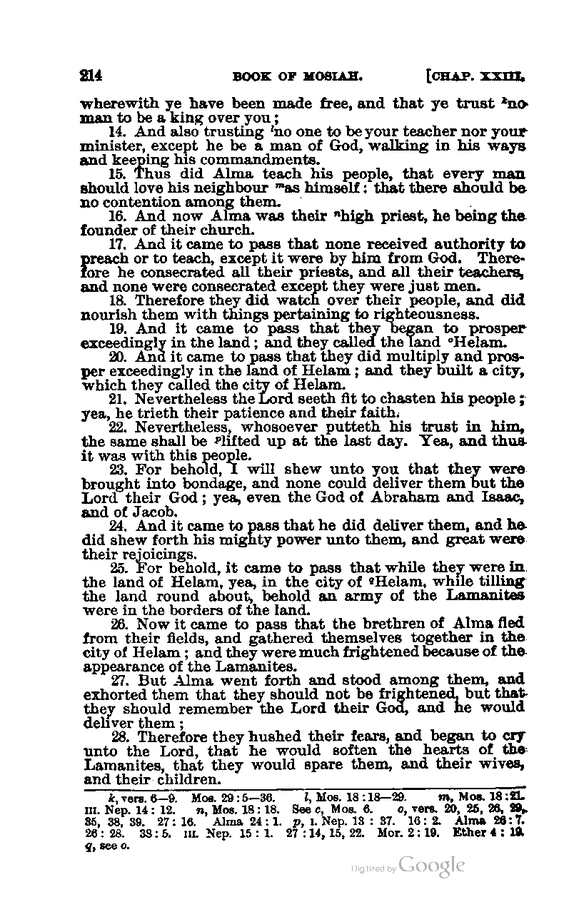 214 BOOK OF MOSIAH. [CHAP. XXIII.
wherewith ye have been made free, and that ye trust ᵏno
man to be a king over you;
14. And also trusting ˡno one to be your teacher nor your
minister, except he be a man of God, walking in his ways
and keeping his commandments.
15. Thus did Alma teach his people, that every man
should love his neighbour ᵐas himself; that there should be
no contention among them.
16. And now Alma was their ⁿhigh priest, he being the
founder of their church.
17. And it came to pass that none received authority to
preach or to teach, except it were by him from God. There-
fore he consecrated all their priests, and all their teachers,
and none were consecrated except they were just men.
18. Therefore they did watch over their people, and did
nourish them with things pertaining to righteousness.
19. And it came to pass that they began to prosper
exceedingly in the land; and they called the land ᵒHelam.
20. And it came to pass that they did multiply and pros-
per exceedingly in the land of Helam; and they built a city,
which they called the city of Helam.
21. Nevertheless the Lord seeth fit to chasten his people;
yea, he trieth their patience and their faith.
22. Nevertheless, whosoever putteth his trust in him,
the same shall be ᵖlifted up at the last day. Yea, and thus
it was with this people.
23. For behold, I will shew unto you that they were
brought into bondage, and none could deliver them but the
Lord their God; yea, even the God of Abraham and Isaac,
and of Jacob.
24. And it came to pass that he did deliver them, and he
did shew forth his mighty power unto them, and great were
their rejoicings.
25. For behold, it came to pass that while they were in
the land of Helam, yea, in the city of qHelam, while tilling
the land round about, behold an army of the Lamanites
were in the borders of the land.
26. Now it came to pass that the brethren of Alma fled
from their fields, and gathered themselves together in the
city of Helam; and they were much frightened because of the
appearance of the Lamanites.
27. But Alma went forth and stood among them, and
exhorted them that they should not be frightened, but that
they should remember the Lord their God, and he would
deliver them;
28. Therefore they hushed their fears, and began to cry
unto the Lord, that he would soften the hearts of the
Lamanites, that they would spare them, and their wives,
and their children.
k, vers. 6—9. Mos. 29:5—36. l, Mos. 18:18—29. m, Mos. 18:21.
III. Nep. 14:12. n, Mos. 18:18. See c, Mos. 6. o, vers. 20, 25, 26, 29,
35, 38, 39. 27:16. Alma 24:1. p, I. Nep. 13:37. 16:2. Alma 26:7.
26:28. 38:5. III. Nep. 15:1. 27:14, 15, 22. Mor. 2:19. Ether 4:19.
q, see o.
Digitized by Google